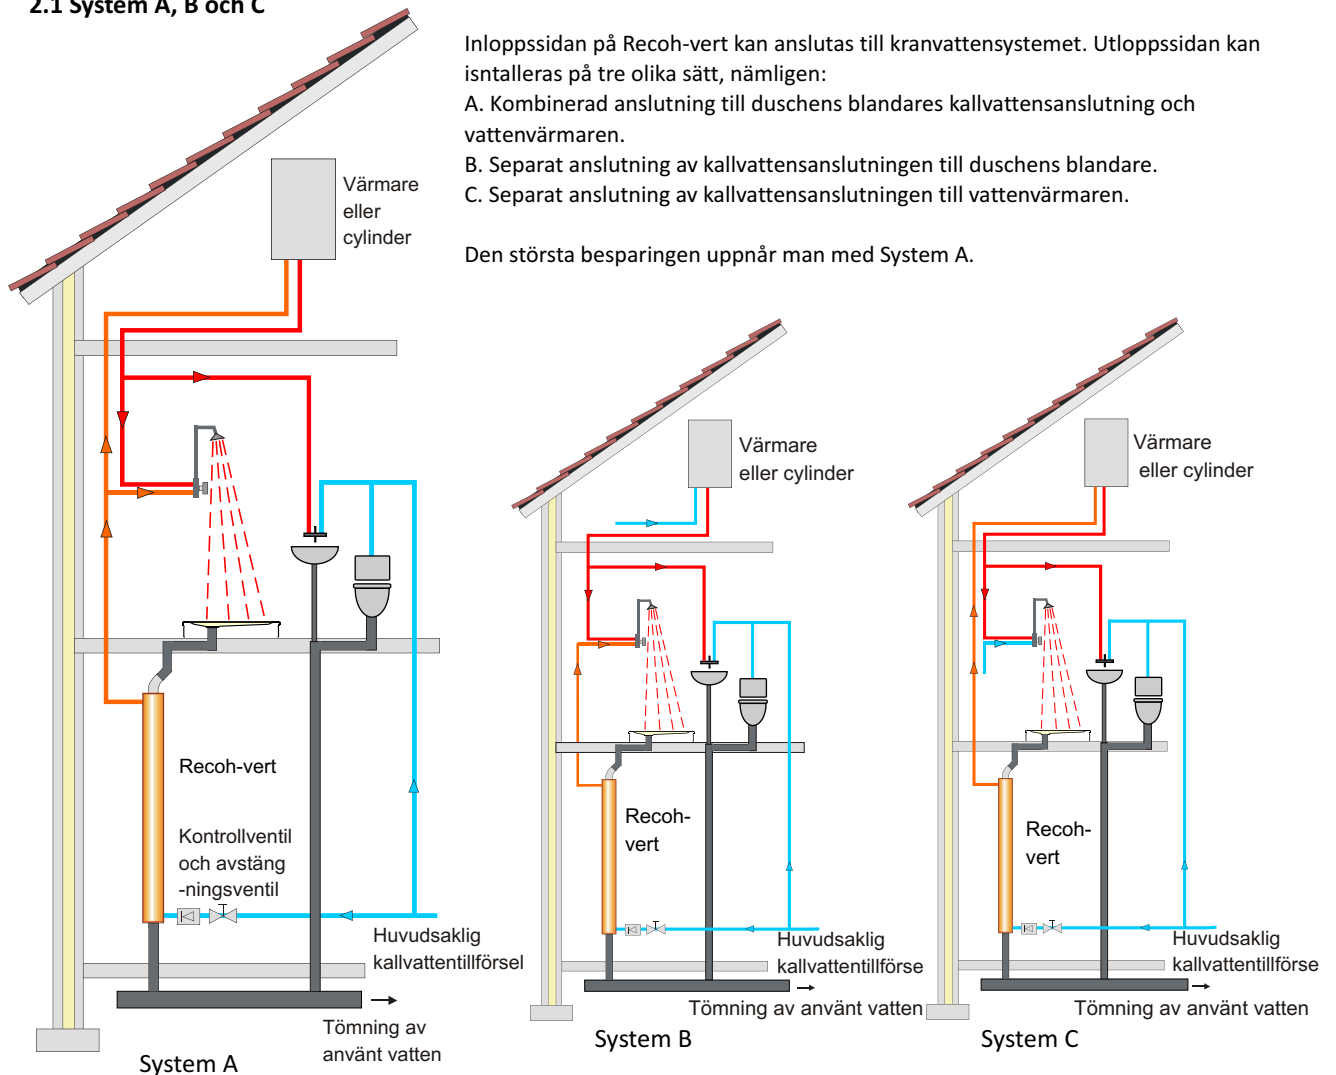 2.1 System A, B och C
Inloppssidan på Recoh-vert kan anslutas till kranvattensystemet. Utloppssidan kan
isntalleras på tre olika sätt, nämligen:
A. Kombinerad anslutning till duschens blandares kallvattensanslutning och
vattenvärmaren.
B. Separat anslutning av kallvattensanslutningen till duschens blandare.
C. Separat anslutning av kallvattensanslutningen till vattenvärmaren.
Den största besparingen uppnår man med System A.
Värmare
eller
cylinder
Recoh-vert
Kontrollventil
och avstäng
-ningsventil
Huvudsaklig
kallvattentillförsel
Tömning av
använt vatten
System A
Värmare
eller cylinder
Recoh-
vert
Huvudsaklig
kallvattentillförse
Tömning av använt vatten
System B
Värmare
eller cylinder
Recoh-
vert
Huvudsaklig
kallvattentillförse
Tömning av använt vatten
System C